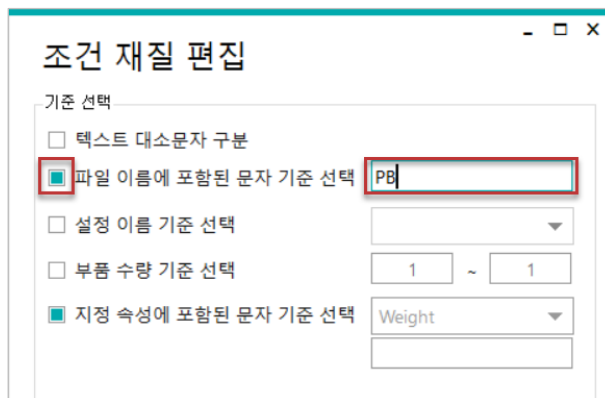 조건 재질 편집
기준 선택
텍스트 대소문자 구분
파일 이름에 포함된 문자 기준 선택 PB
설정 이름 기준 선택
부품 수량 기준 선택 1 ~ 1
지정 속성에 포함된 문자 기준 선택 Weight